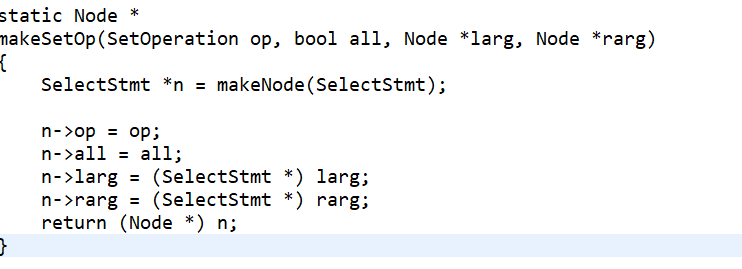 static Node *
makeSetOp(SetOperation op, bool all, Node *larg, Node *rarg)
{
    SelectStmt *n = makeNode(SelectStmt);

    n->op = op;
    n->all = all;
    n->larg = (SelectStmt *) larg;
    n->rarg = (SelectStmt *) rarg;
    return (Node *) n;
}